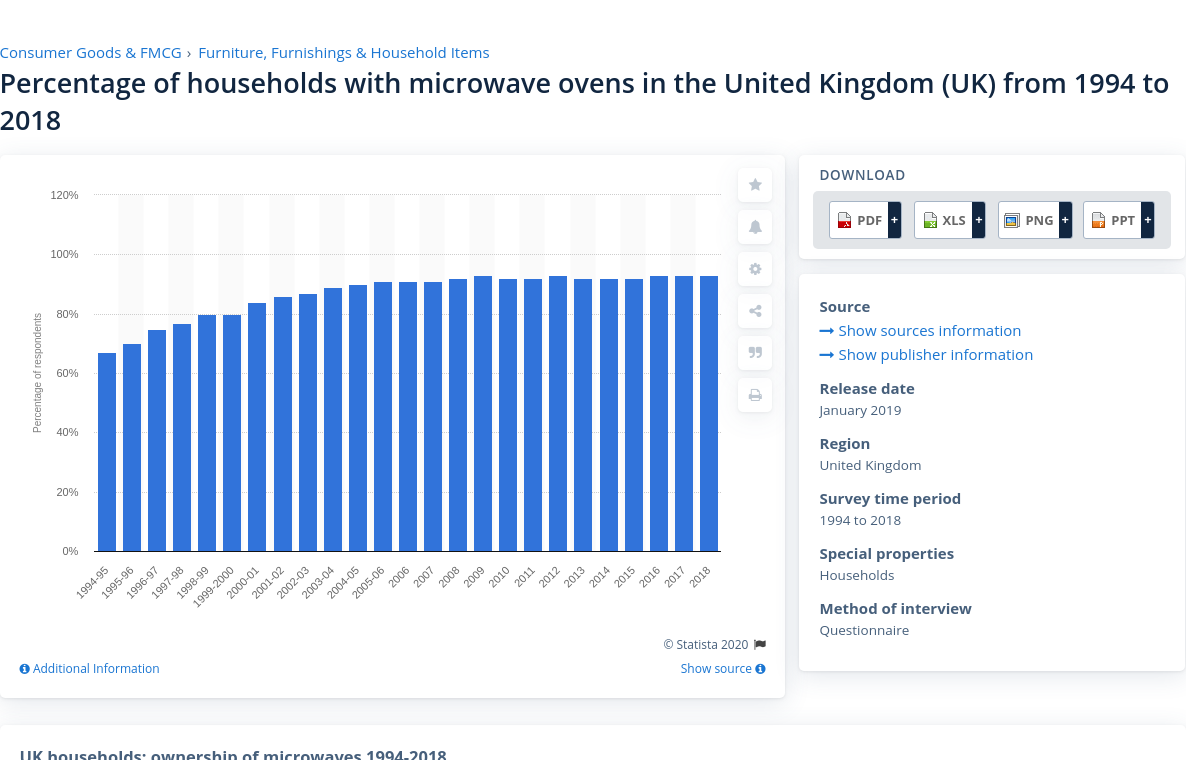 Consumer Goods & FMCG › Furniture, Furnishings & Household Items
Percentage of households with microwave ovens in the United Kingdom (UK) from 1994 to
2018
120%
100%
80%
60%
40%
20%
0%
Percentage of respondents
1994-95
1995-96
1996-97
1997-98
1998-99
1999-2000
2000-01
2001-02
2002-03
2003-04
2004-05
2005-06
2006
2007
2008
2009
2010
2011
2012
2013
2014
2015
2016
2017
2018
© Statista 2020
Additional Information
Show source
DOWNLOAD
PDF +
XLS +
PNG +
PPT +
Source
Show sources information
Show publisher information
Release date
January 2019
Region
United Kingdom
Survey time period
1994 to 2018
Special properties
Households
Method of interview
Questionnaire
UK households: ownership of microwaves 1994-2018